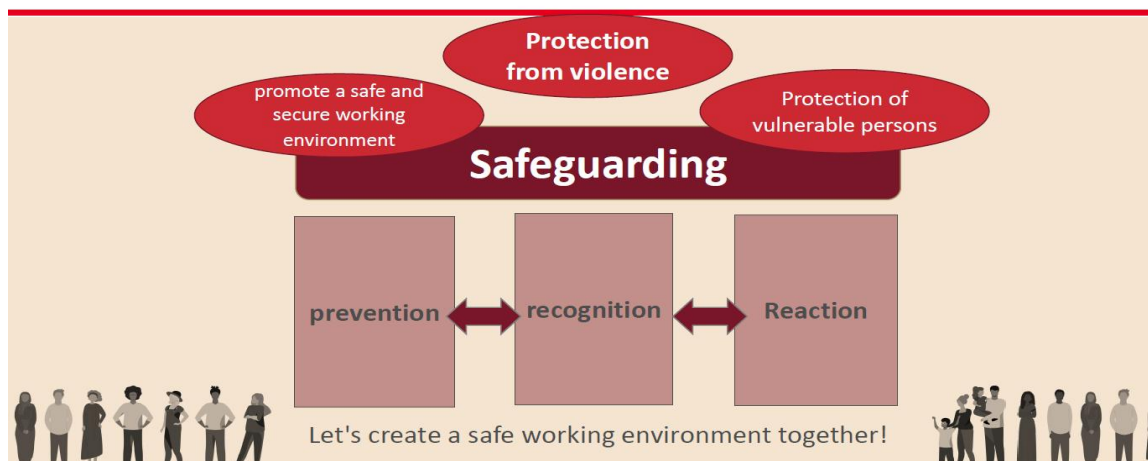 Protection
from violence
promote a safe and
secure working
environment
Protection of
vulnerable persons
Safeguarding
prevention
recognition
Reaction
Let's create a safe working environment together!